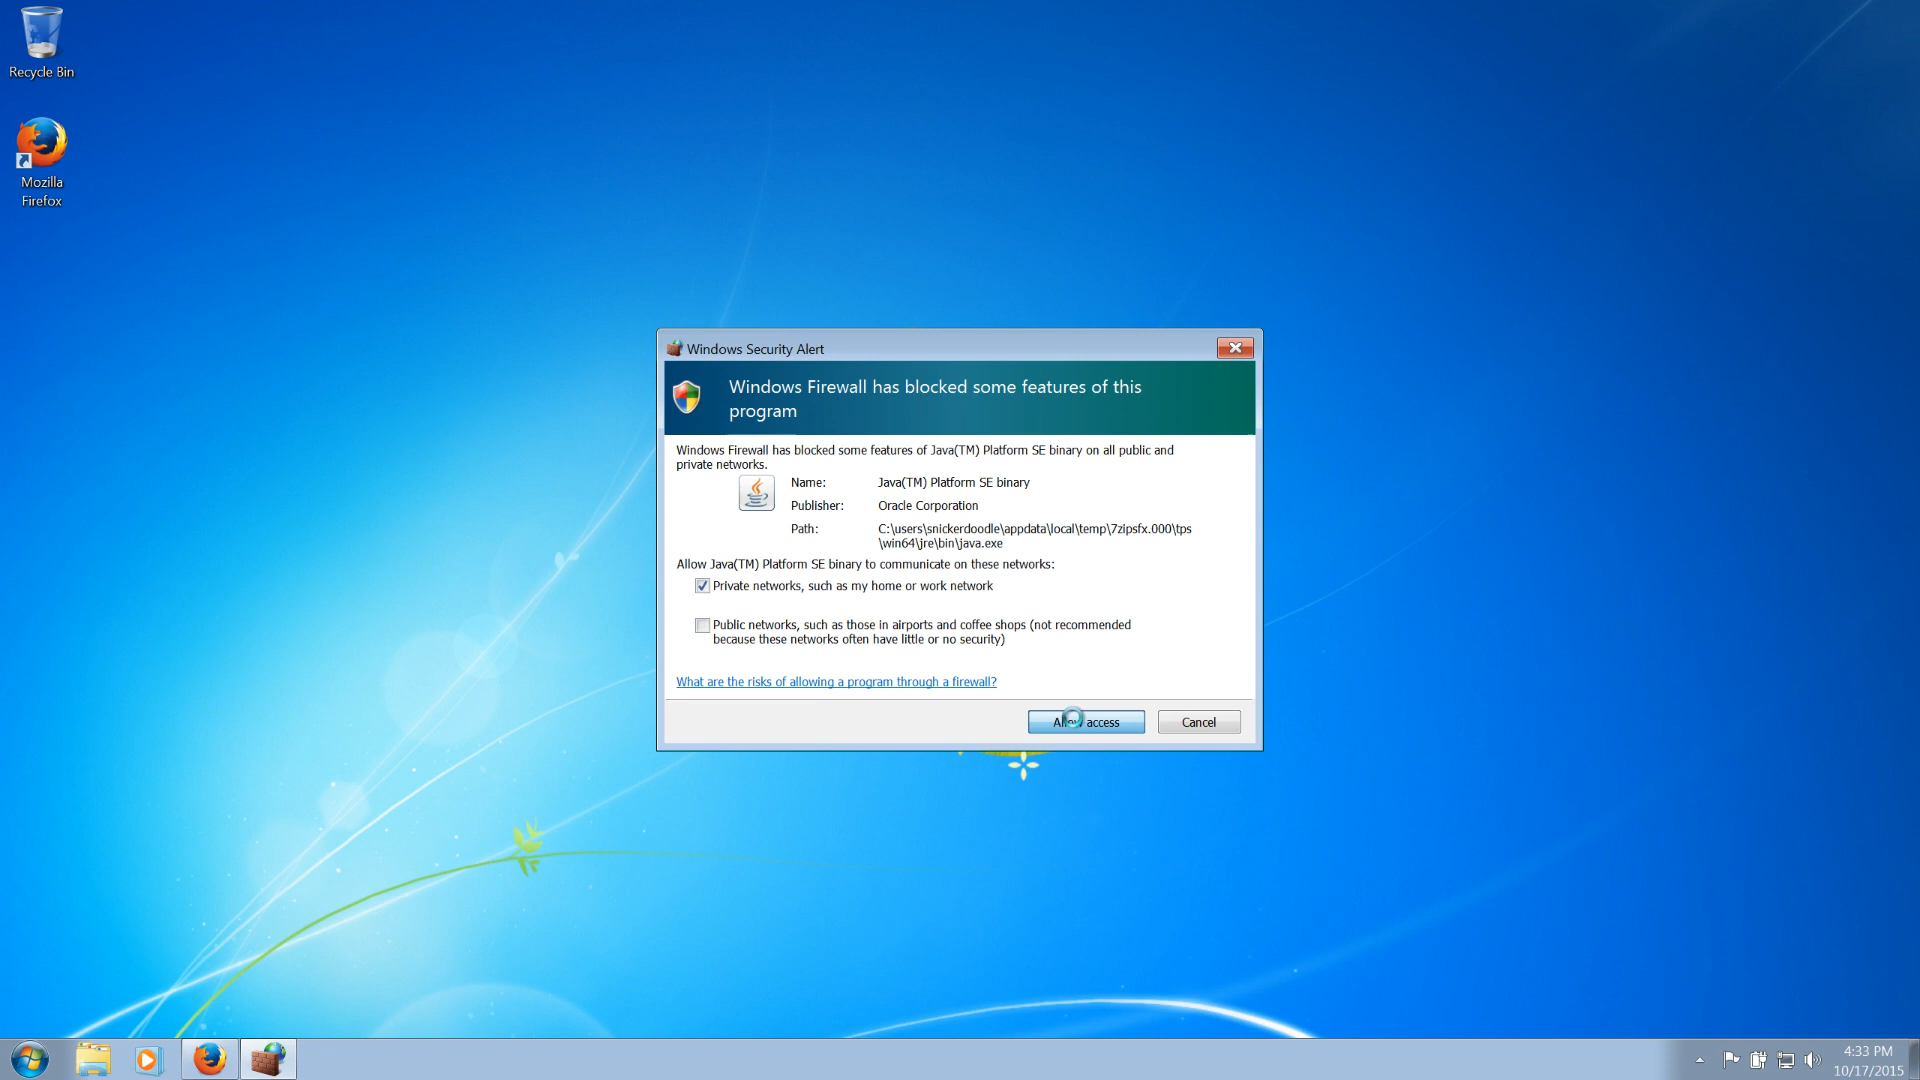 Recycle Bin
Mozilla
Firefox
Windows Security Alert
Windows Firewall has blocked some features of this
program
Windows Firewall has blocked some features of Java(TM) Platform SE binary on all public and
private networks.
Name: Java(TM) Platform SE binary
Publisher: Oracle Corporation
Path: C:\users\snickerdoodle\appdata\local\temp\7zipsfx.000\tps
\win64\jre\bin\java.exe
Allow Java(TM) Platform SE binary to communicate on these networks:
Private networks, such as my home or work network
Public networks, such as those in airports and coffee shops (not recommended
because these networks often have little or no security)
What are the risks of allowing a program through a firewall?
Allow access Cancel
4:33 PM
10/17/2015